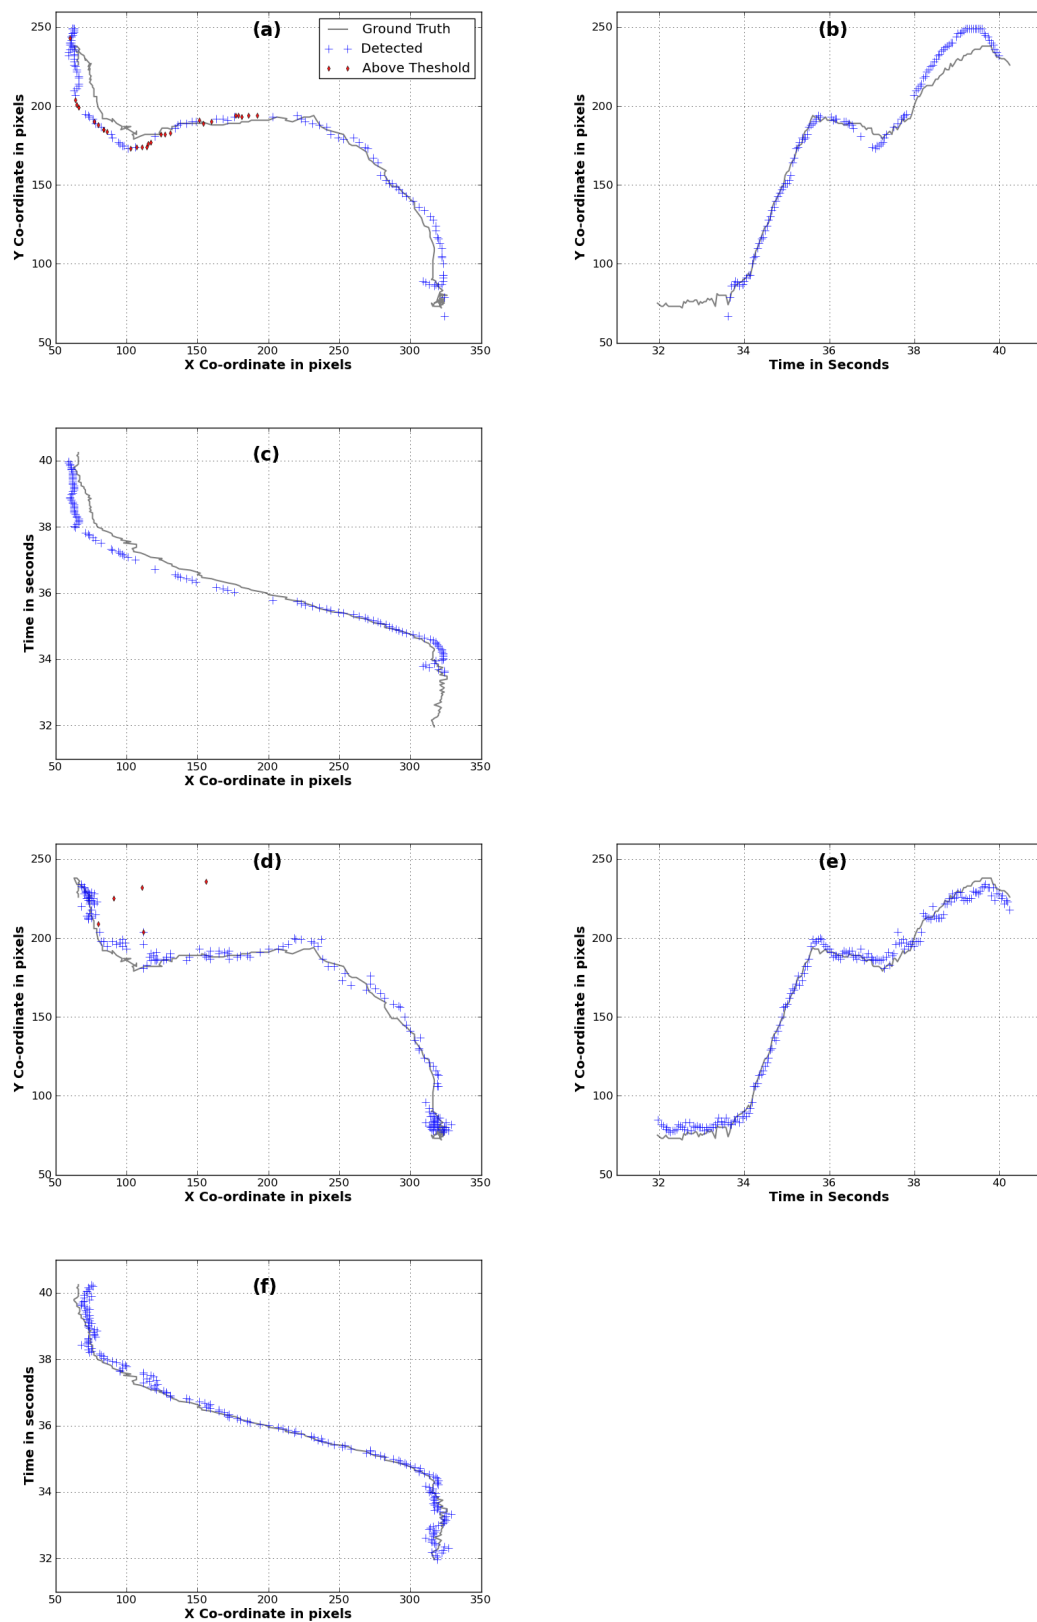 (a)
Ground Truth
Detected
Above Theshold
250
200
150
100
50
Y Co-ordinate in pixels
50 100 150 200 250 300 350
X Co-ordinate in pixels
(b)
250
200
150
100
50
Y Co-ordinate in pixels
32 34 36 38 40
Time in Seconds
(c)
40
38
36
34
32
Time in seconds
50 100 150 200 250 300 350
X Co-ordinate in pixels
(d)
250
200
150
100
50
Y Co-ordinate in pixels
50 100 150 200 250 300 350
X Co-ordinate in pixels
(e)
250
200
150
100
50
Y Co-ordinate in pixels
32 34 36 38 40
Time in Seconds
(f)
40
38
36
34
32
Time in seconds
50 100 150 200 250 300 350
X Co-ordinate in pixels